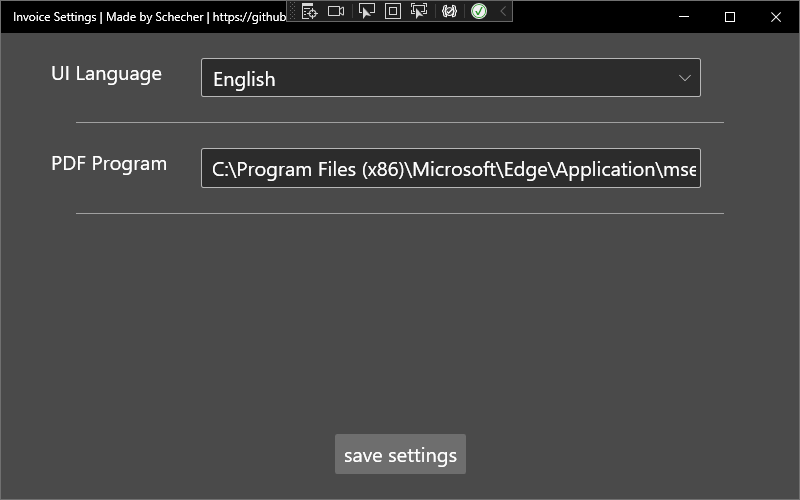 Invoice Settings | Made by Schecher | https://github
UI Language
English
PDF Program
C:\Program Files (x86)\Microsoft\Edge\Application\mse
save settings